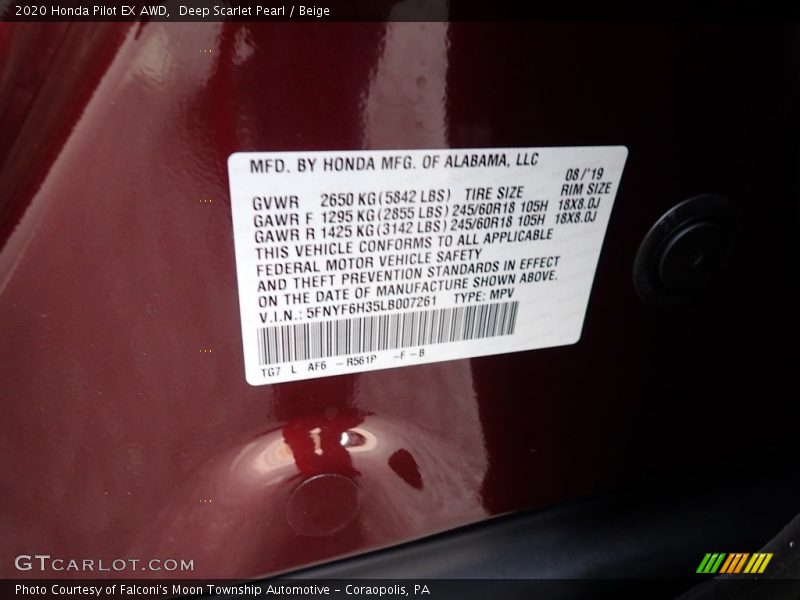 2020 Honda Pilot EX AWD,  Deep Scarlet Pearl / Beige
MFD. BY HONDA MFG. OF ALABAMA, LLC
08/'19
GVWR 2650 KG(5842 LBS) TIRE SIZE RIM SIZE
GAWR F 1295 KG(2855 LBS) 245/60R18 105H 18X8.0J
GAWR R 1425 KG(3142 LBS) 245/60R18 105H 18X8.0J
THIS VEHICLE CONFORMS TO ALL APPLICABLE
FEDERAL MOTOR VEHICLE SAFETY
AND THEFT PREVENTION STANDARDS IN EFFECT
ON THE DATE OF MANUFACTURE SHOWN ABOVE.
V.I.N.: 5FNYF6H35LB007261 TYPE: MPV
TG7 L AF6 -R561P -F-B
GTCARLOT.COM
Photo Courtesy of Falconi's Moon Township Automotive - Coraopolis, PA